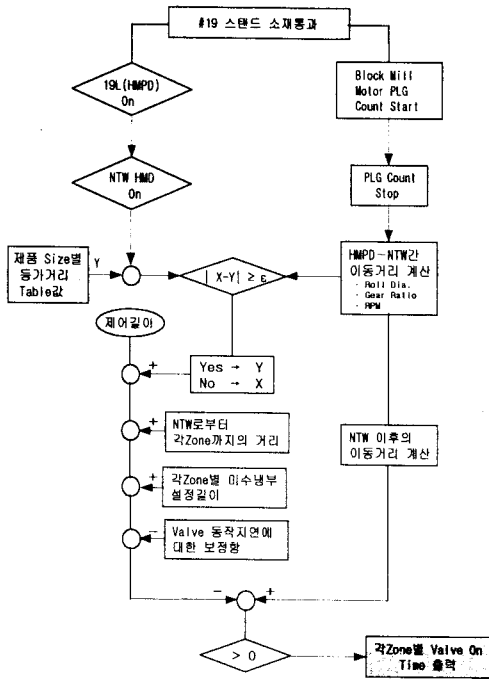 #19 스탠드 소재통과
19L(HMPD)
On
Block Mill
Motor PLG
Count Start
NTW HMD
On
PLG Count
Stop
제품 Size별
등가거리
Table값
Y
| X-Y| ≥ ε
HMPD-NTW간
이동거리 계산
· Roll Dia.
· Gear Ratio
· RPM
제어길이
+
Yes → Y
No → X
+
NTW로부터
각Zone까지의 거리
NTW 이후의
이동거리 계산
+
각Zone별 미수냉부
설정길이
-
Valve 동작지연에
대한 보정항
-
+
> 0
각Zone별 Valve On
Time 출력